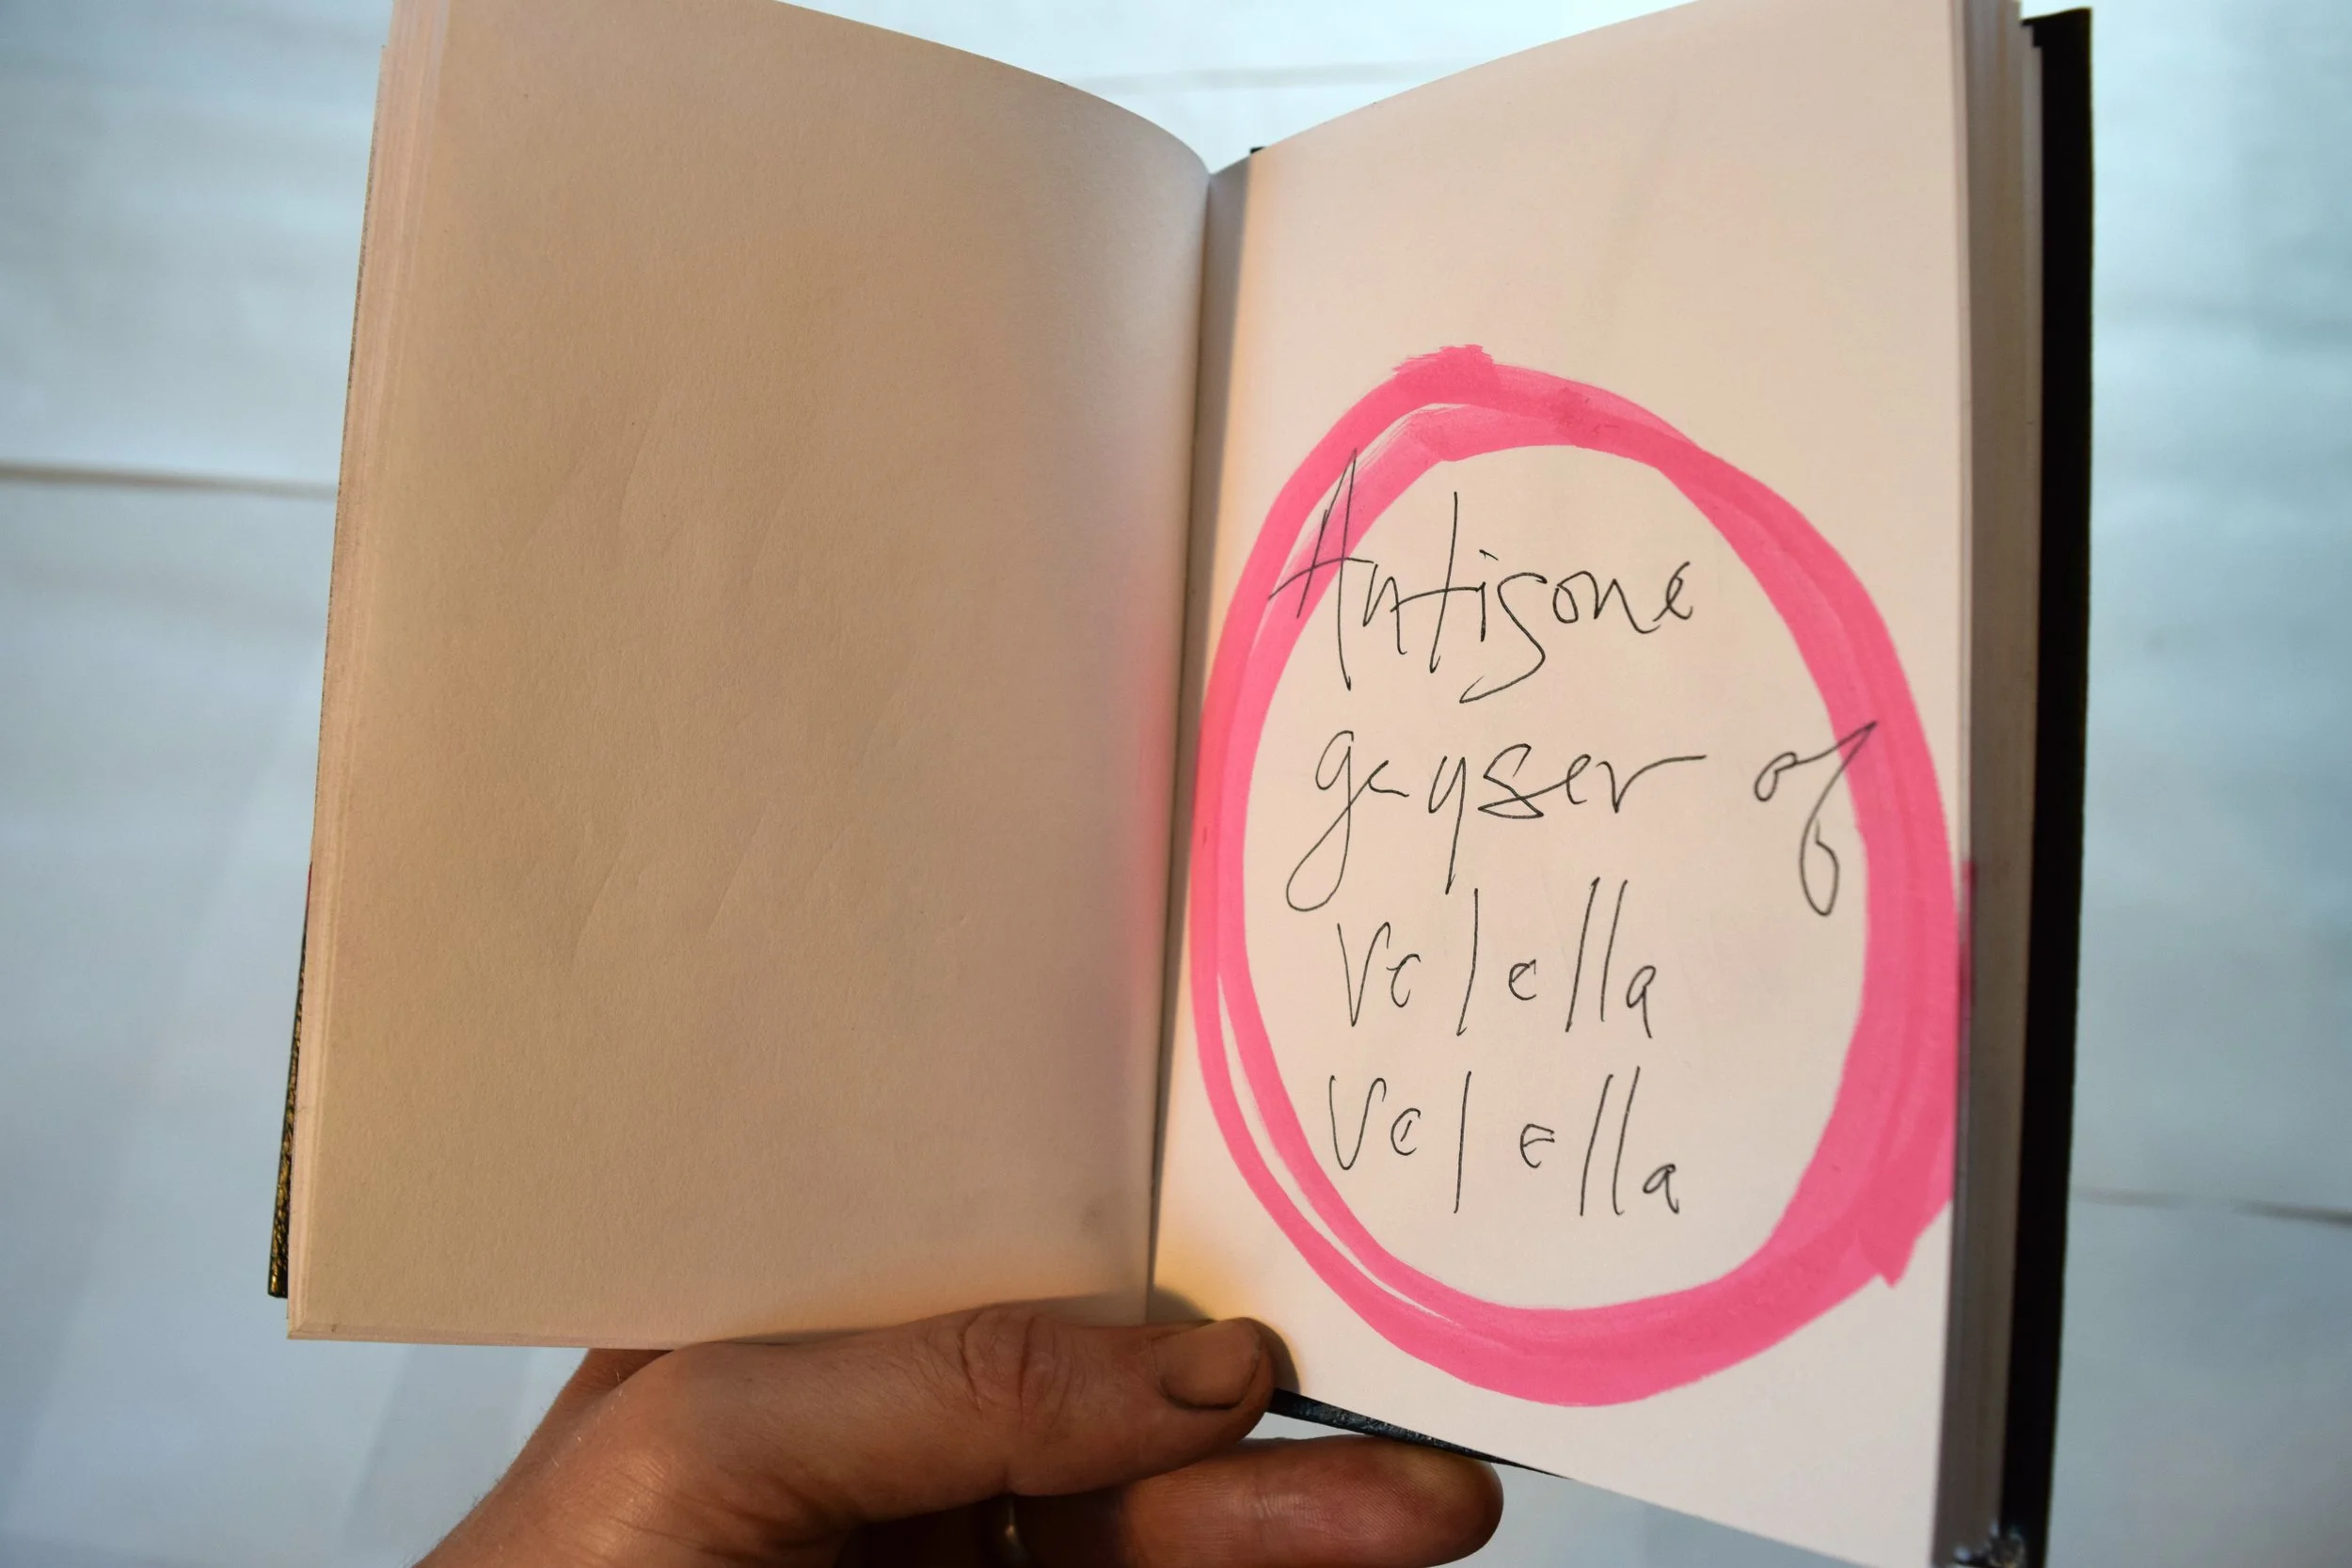 Antigone
geyser of
Velella
Velella